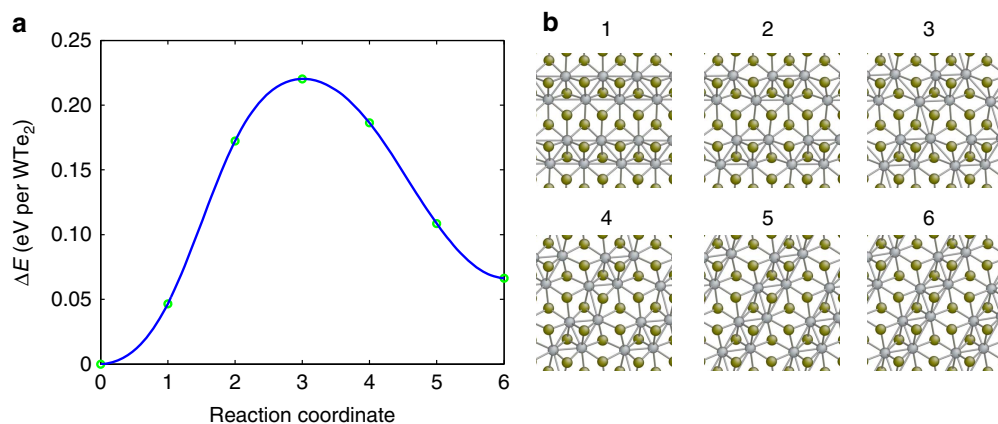 a
ΔE (eV per WTe₂)
0.25
0.20
0.15
0.10
0.05
0
0 1 2 3 4 5 6
Reaction coordinate
b
1 2 3
4 5 6